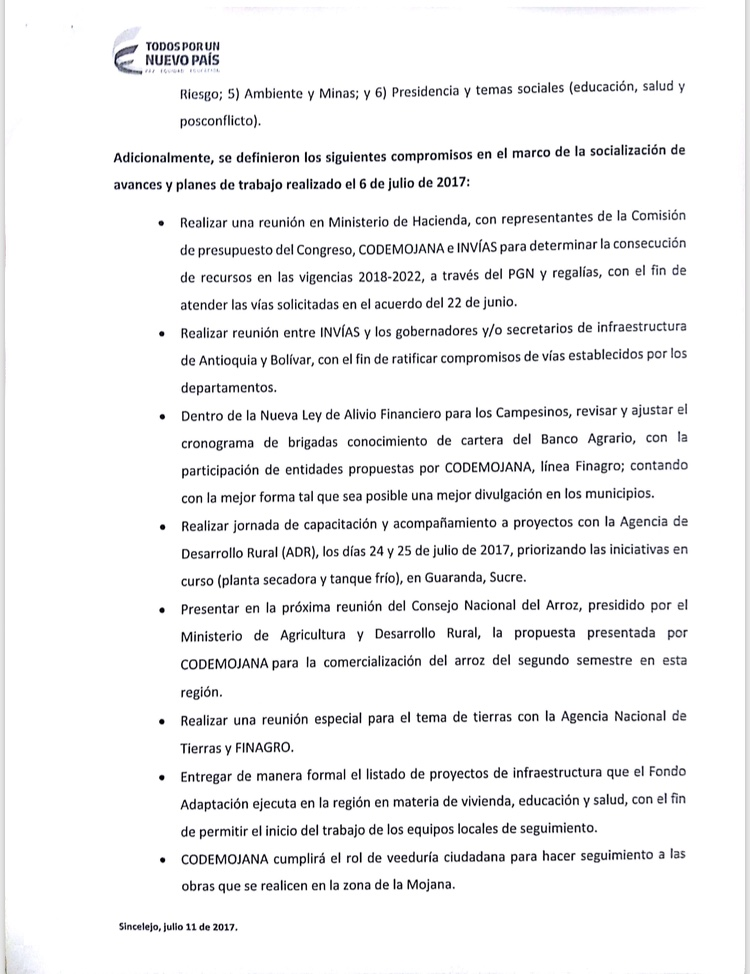 TODOS POR UN
NUEVO PAÍS
PAZ EQUIDAD EDUCACIÓN
Riesgo; 5) Ambiente y Minas; y 6) Presidencia y temas sociales (educación, salud y
posconflicto).
Adicionalmente, se definieron los siguientes compromisos en el marco de la socialización de
avances y planes de trabajo realizado el 6 de julio de 2017:
• Realizar una reunión en Ministerio de Hacienda, con representantes de la Comisión
de presupuesto del Congreso, CODEMOJANA e INVÍAS para determinar la consecución
de recursos en las vigencias 2018-2022, a través del PGN y regalías, con el fin de
atender las vías solicitadas en el acuerdo del 22 de junio.
• Realizar reunión entre INVÍAS y los gobernadores y/o secretarios de infraestructura
de Antioquia y Bolívar, con el fin de ratificar compromisos de vías establecidos por los
departamentos.
• Dentro de la Nueva Ley de Alivio Financiero para los Campesinos, revisar y ajustar el
cronograma de brigadas conocimiento de cartera del Banco Agrario, con la
participación de entidades propuestas por CODEMOJANA, línea Finagro; contando
con la mejor forma tal que sea posible una mejor divulgación en los municipios.
• Realizar jornada de capacitación y acompañamiento a proyectos con la Agencia de
Desarrollo Rural (ADR), los días 24 y 25 de julio de 2017, priorizando las iniciativas en
curso (planta secadora y tanque frío), en Guaranda, Sucre.
• Presentar en la próxima reunión del Consejo Nacional del Arroz, presidido por el
Ministerio de Agricultura y Desarrollo Rural, la propuesta presentada por
CODEMOJANA para la comercialización del arroz del segundo semestre en esta
región.
• Realizar una reunión especial para el tema de tierras con la Agencia Nacional de
Tierras y FINAGRO.
• Entregar de manera formal el listado de proyectos de infraestructura que el Fondo
Adaptación ejecuta en la región en materia de vivienda, educación y salud, con el fin
de permitir el inicio del trabajo de los equipos locales de seguimiento.
• CODEMOJANA cumplirá el rol de veeduría ciudadana para hacer seguimiento a las
obras que se realicen en la zona de la Mojana.
Sincelejo, julio 11 de 2017.